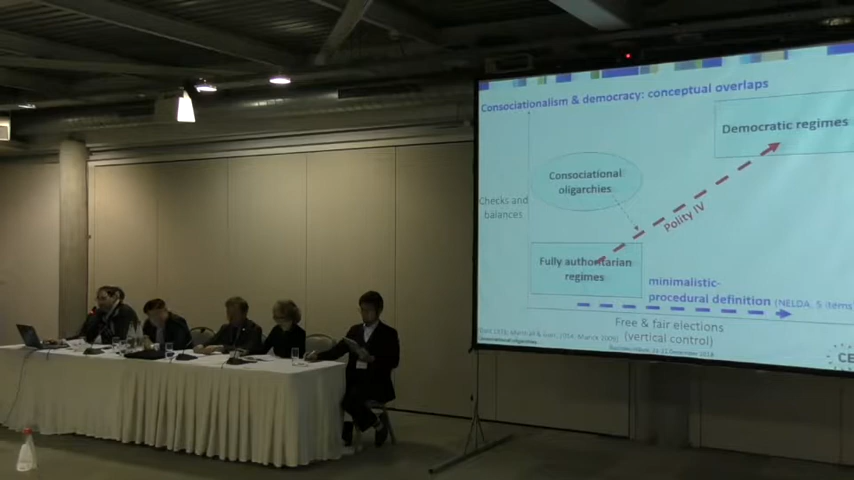 Consociationalism & democracy: conceptual overlaps
Democratic regimes
Consociational
oligarchies
Checks and
balances
Polity IV
Fully authoritarian
regimes
minimalistic-
procedural definition (NELDA, 5 items
Free & fair elections
(vertical control)
CE